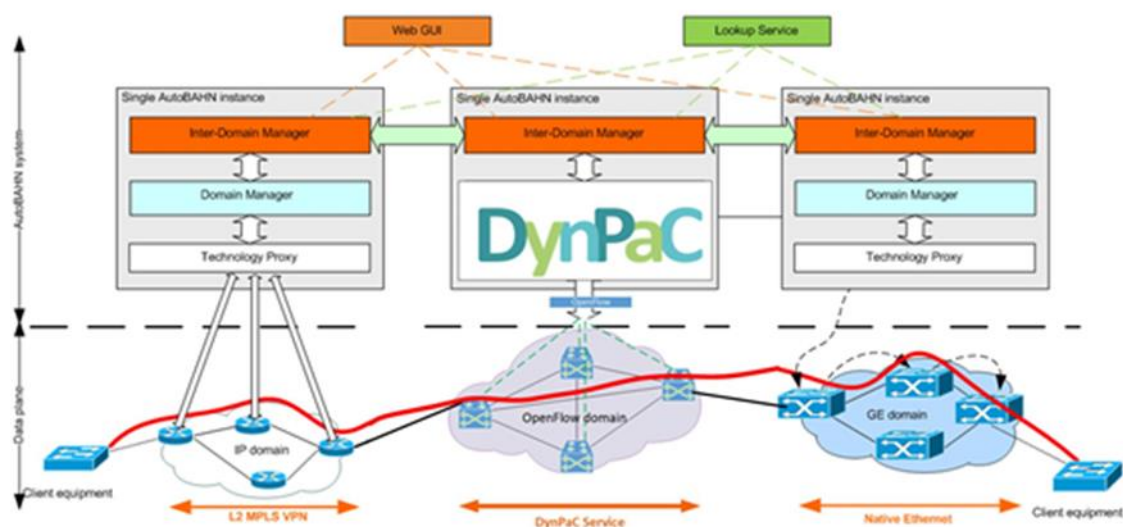 Web GUI
Lookup Service
Single AutoBAHN instance
Single AutoBAHN instance
Single AutoBAHN instance
Inter-Domain Manager
Inter-Domain Manager
Inter-Domain Manager
Domain Manager
DynPaC
Domain Manager
Technology Proxy
Technology Proxy
OpenFlow
AutoBAHN system
Data plane
IP domain
OpenFlow domain
GE domain
Client equipment
L2 MPLS VPN
DynPaC Service
Native Ethernet
Client equipment